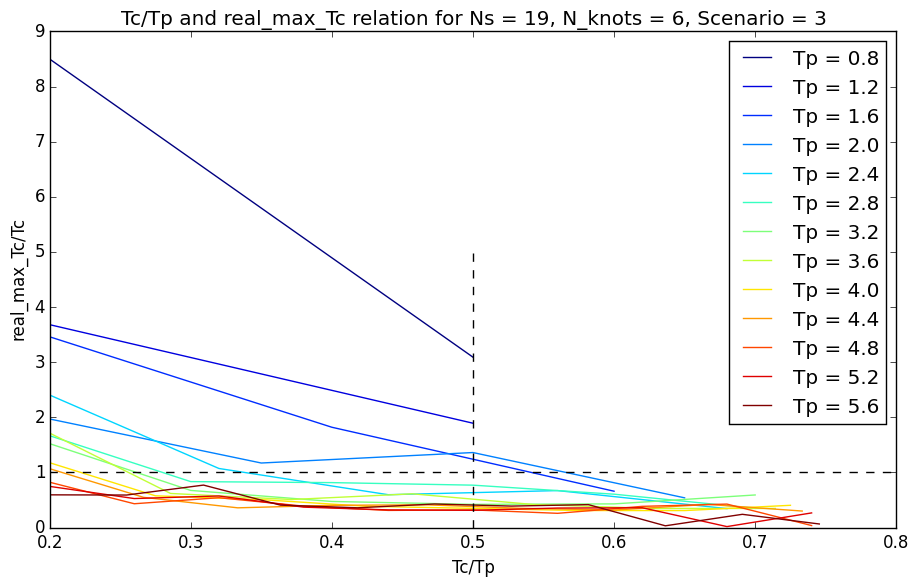 Tc/Tp and real_max_Tc relation for Ns = 19, N_knots = 6, Scenario = 3
9
8
7
6
5
4
3
2
1
0
real_max_Tc/Tc
0.2 0.3 0.4 0.5 0.6 0.7 0.8
Tc/Tp
Tp = 0.8
Tp = 1.2
Tp = 1.6
Tp = 2.0
Tp = 2.4
Tp = 2.8
Tp = 3.2
Tp = 3.6
Tp = 4.0
Tp = 4.4
Tp = 4.8
Tp = 5.2
Tp = 5.6